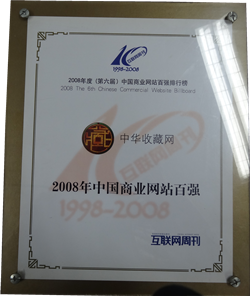 1998-2008
2008年度（第六届）中国商业网站百强排行榜
2008 The 6th Chinese Commercial Website Billboard
中华收藏网
2008年中国商业网站百强
1998-2008
互联网周刊